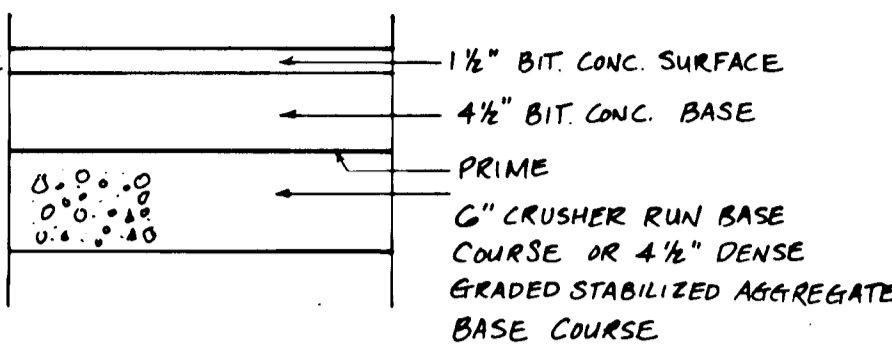 1½" BIT. CONC. SURFACE
4½" BIT. CONC. BASE
PRIME
6" CRUSHER RUN BASE
COURSE OR 4½" DENSE
GRADED STABILIZED AGGREGATE
BASE COURSE